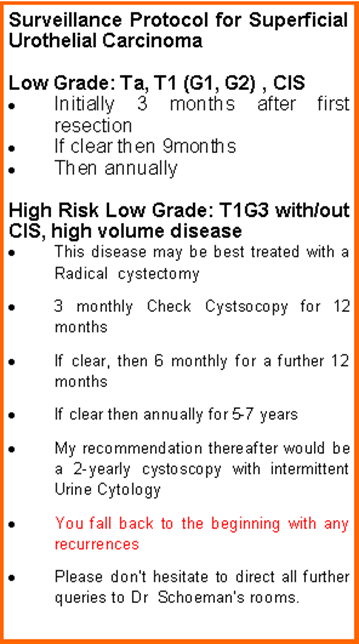 Surveillance Protocol for Superficial
Urothelial Carcinoma
Low Grade: Ta, T1 (G1, G2) , CIS
• Initially 3 months after first
resection
• If clear then 9months
• Then annually
High Risk Low Grade: T1G3 with/out
CIS, high volume disease
• This disease may be best treated with a
Radical cystectomy
• 3 monthly Check Cystsocopy for 12
months
• If clear, then 6 monthly for a further 12
months
• If clear then annually for 5-7 years
• My recommendation thereafter would be
a 2-yearly cystoscopy with intermittent
Urine Cytology
• You fall back to the beginning with any
recurrences
• Please don't hesitate to direct all further
queries to Dr Schoeman's rooms.